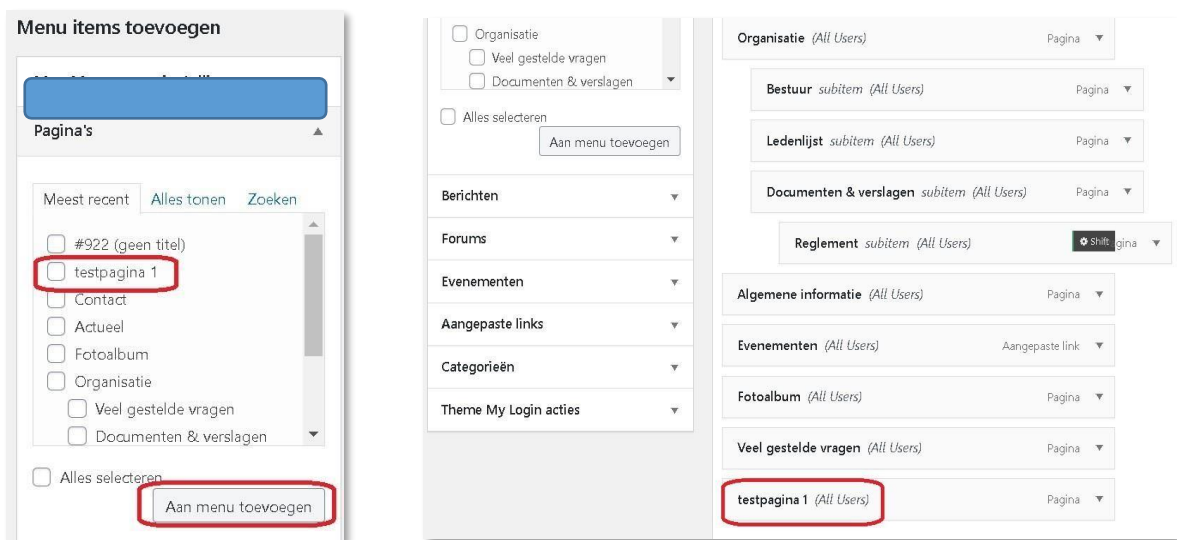 Menu items toevoegen
Pagina's ▲
Meest recent Alles tonen Zoeken
#922 (geen titel)
testpagina 1
Contact
Actueel
Fotoalbum
Organisatie
Veel gestelde vragen
Documenten & verslagen
Alles selecteren
Aan menu toevoegen
Organisatie
Veel gestelde vragen
Documenten & verslagen
Alles selecteren
Aan menu toevoegen
Berichten ▼
Forums ▼
Evenementen ▼
Aangepaste links ▼
Categorieën ▼
Theme My Login acties ▼
Organisatie (All Users) Pagina ▼
Bestuur subitem (All Users) Pagina ▼
Ledenlijst subitem (All Users) Pagina ▼
Documenten & verslagen subitem (All Users) Pagina ▼
Reglement subitem (All Users) Shift gina ▼
Algemene informatie (All Users) Pagina ▼
Evenementen (All Users) Aangepaste link ▼
Fotoalbum (All Users) Pagina ▼
Veel gestelde vragen (All Users) Pagina ▼
testpagina 1 (All Users) Pagina ▼